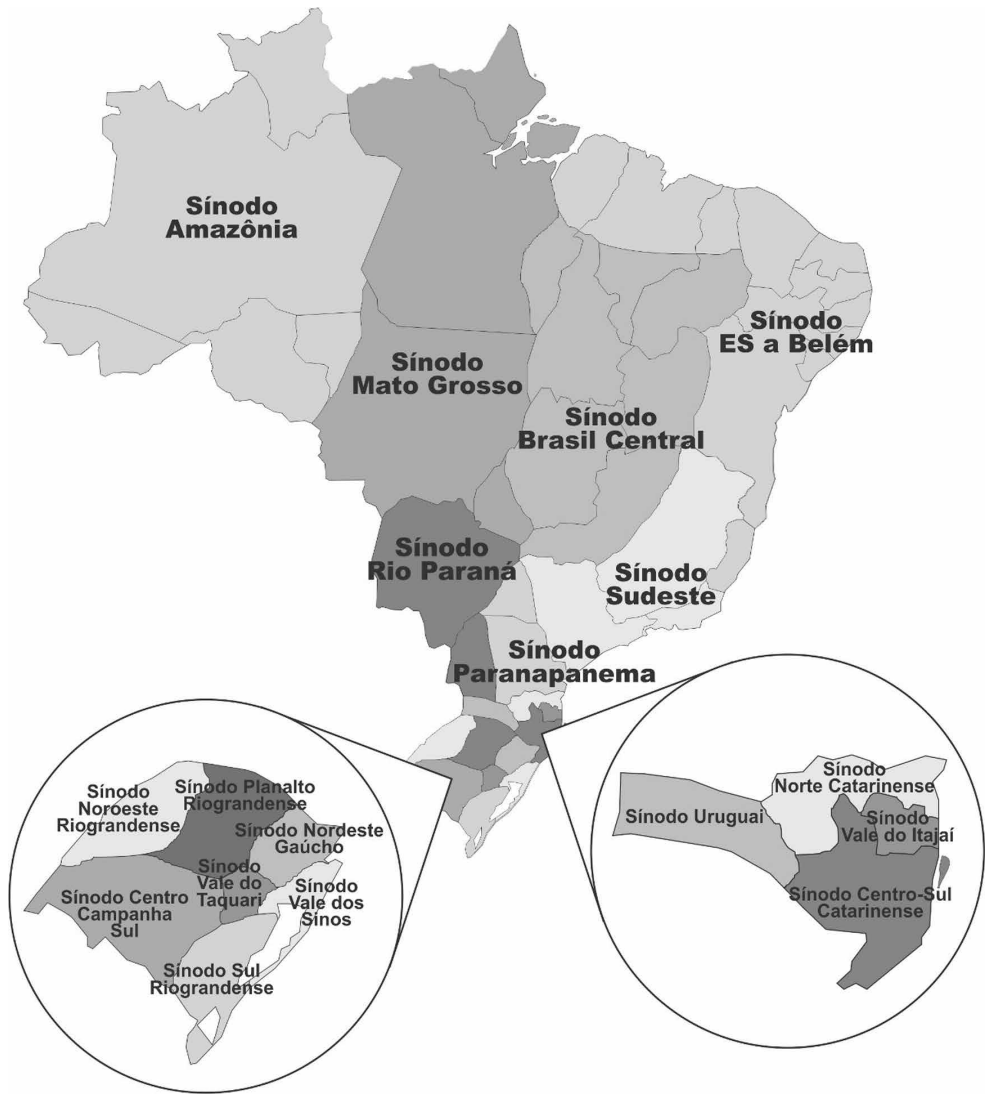 Sínodo
Amazônia
Sínodo
ES a Belém
Sínodo
Mato Grosso
Sínodo
Brasil Central
Sínodo
Rio Paraná
Sínodo
Sudeste
Sínodo
Paranapanema
Sínodo
Noroeste
Riograndense
Sínodo Planalto
Riograndense
Sínodo Nordeste
Gaúcho
Sínodo
Vale do
Taquari
Sínodo
Vale dos
Sinos
Sínodo Centro
Campanha
Sul
Sínodo Sul
Riograndense
Sínodo
Norte Catarinense
Sínodo Uruguai
Sínodo
Vale do Itajaí
Sínodo Centro-Sul
Catarinense